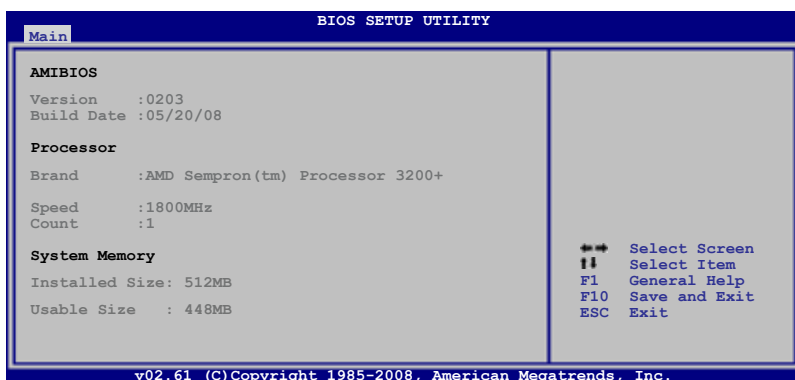 BIOS SETUP UTILITY
Main
AMIBIOS
Version :0203
Build Date :05/20/08
Processor
Brand :AMD Sempron(tm) Processor 3200+
Speed :1800MHz
Count :1
System Memory
Installed Size: 512MB
Usable Size : 448MB
←→ Select Screen
↑↓ Select Item
F1 General Help
F10 Save and Exit
ESC Exit
v02.61 (C)Copyright 1985-2008, American Megatrends, Inc.